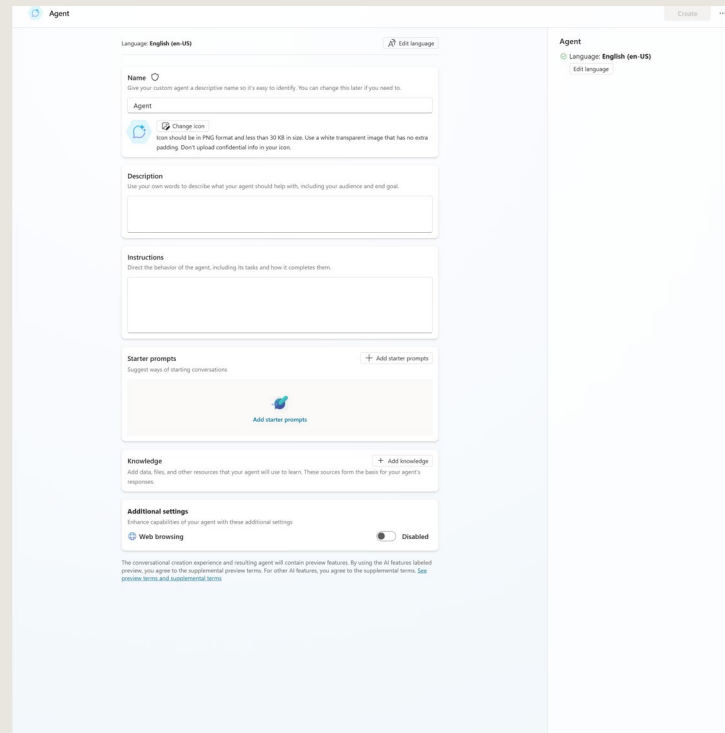 Agent
Create
Language: English (en-US)
Edit language
Name
Give your custom agent a descriptive name so it's easy to identify. You can change this later if you need to.
Agent
Change icon
Icon should be in PNG format and less than 30 KB in size. Use a white transparent image that has no extra
padding. Don't upload confidential info in your icon.
Description
Use your own words to describe what your agent should help with, including your audience and end goal.
Instructions
Direct the behavior of the agent, including its tasks and how it completes them.
Starter prompts
Add starter prompts
Suggest ways of starting conversations
Add starter prompts
Knowledge
Add knowledge
Add data, files, and other resources that your agent will use to learn. These sources form the basis for your agent's
responses.
Additional settings
Enhance capabilities of your agent with these additional settings
Web browsing
Disabled
The conversational creation experience and resulting agent will contain preview features. By using the AI features labeled
preview, you agree to the supplemental preview terms. For other AI features, you agree to the supplemental terms. See
preview terms and supplemental terms
Agent
Language: English (en-US)
Edit language